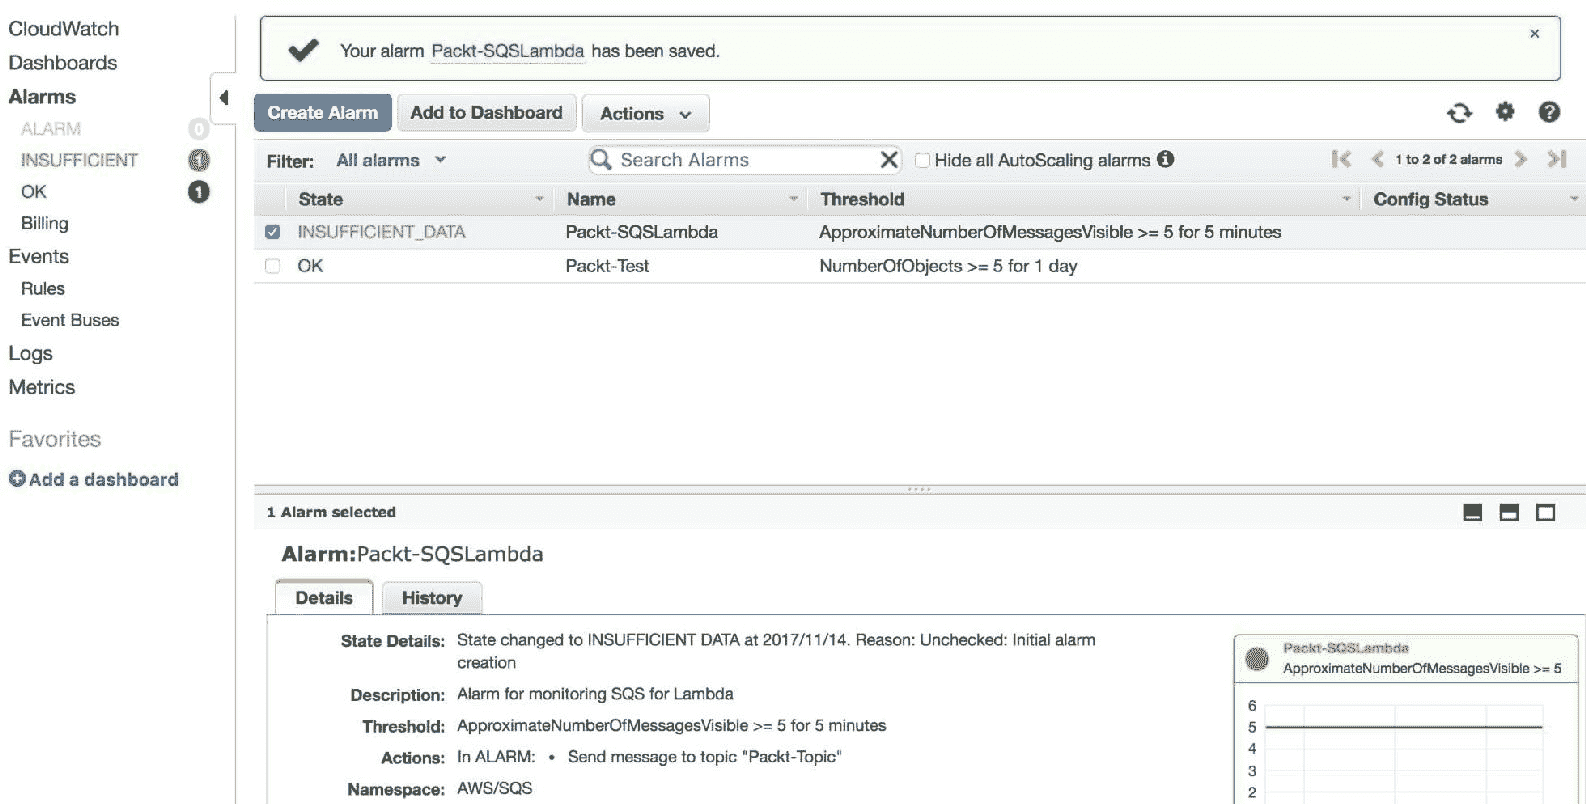 CloudWatch
Dashboards
Alarms
ALARM 0
INSUFFICIENT 1
OK 1
Billing
Events
Rules
Event Buses
Logs
Metrics
Favorites
Add a dashboard
Your alarm Packt-SQSLambda has been saved.
Create Alarm Add to Dashboard Actions
Filter: All alarms Search Alarms Hide all AutoScaling alarms 1 to 2 of 2 alarms
State Name Threshold Config Status
INSUFFICIENT_DATA Packt-SQSLambda ApproximateNumberOfMessagesVisible >= 5 for 5 minutes
OK Packt-Test NumberOfObjects >= 5 for 1 day
1 Alarm selected
Alarm:Packt-SQSLambda
Details History
State Details: State changed to INSUFFICIENT DATA at 2017/11/14. Reason: Unchecked: Initial alarm
creation
Description: Alarm for monitoring SQS for Lambda
Threshold: ApproximateNumberOfMessagesVisible >= 5 for 5 minutes
Actions: In ALARM: • Send message to topic "Packt-Topic"
Namespace: AWS/SQS
Packt-SQSLambda
ApproximateNumberOfMessagesVisible >= 5
6
5
4
3
2